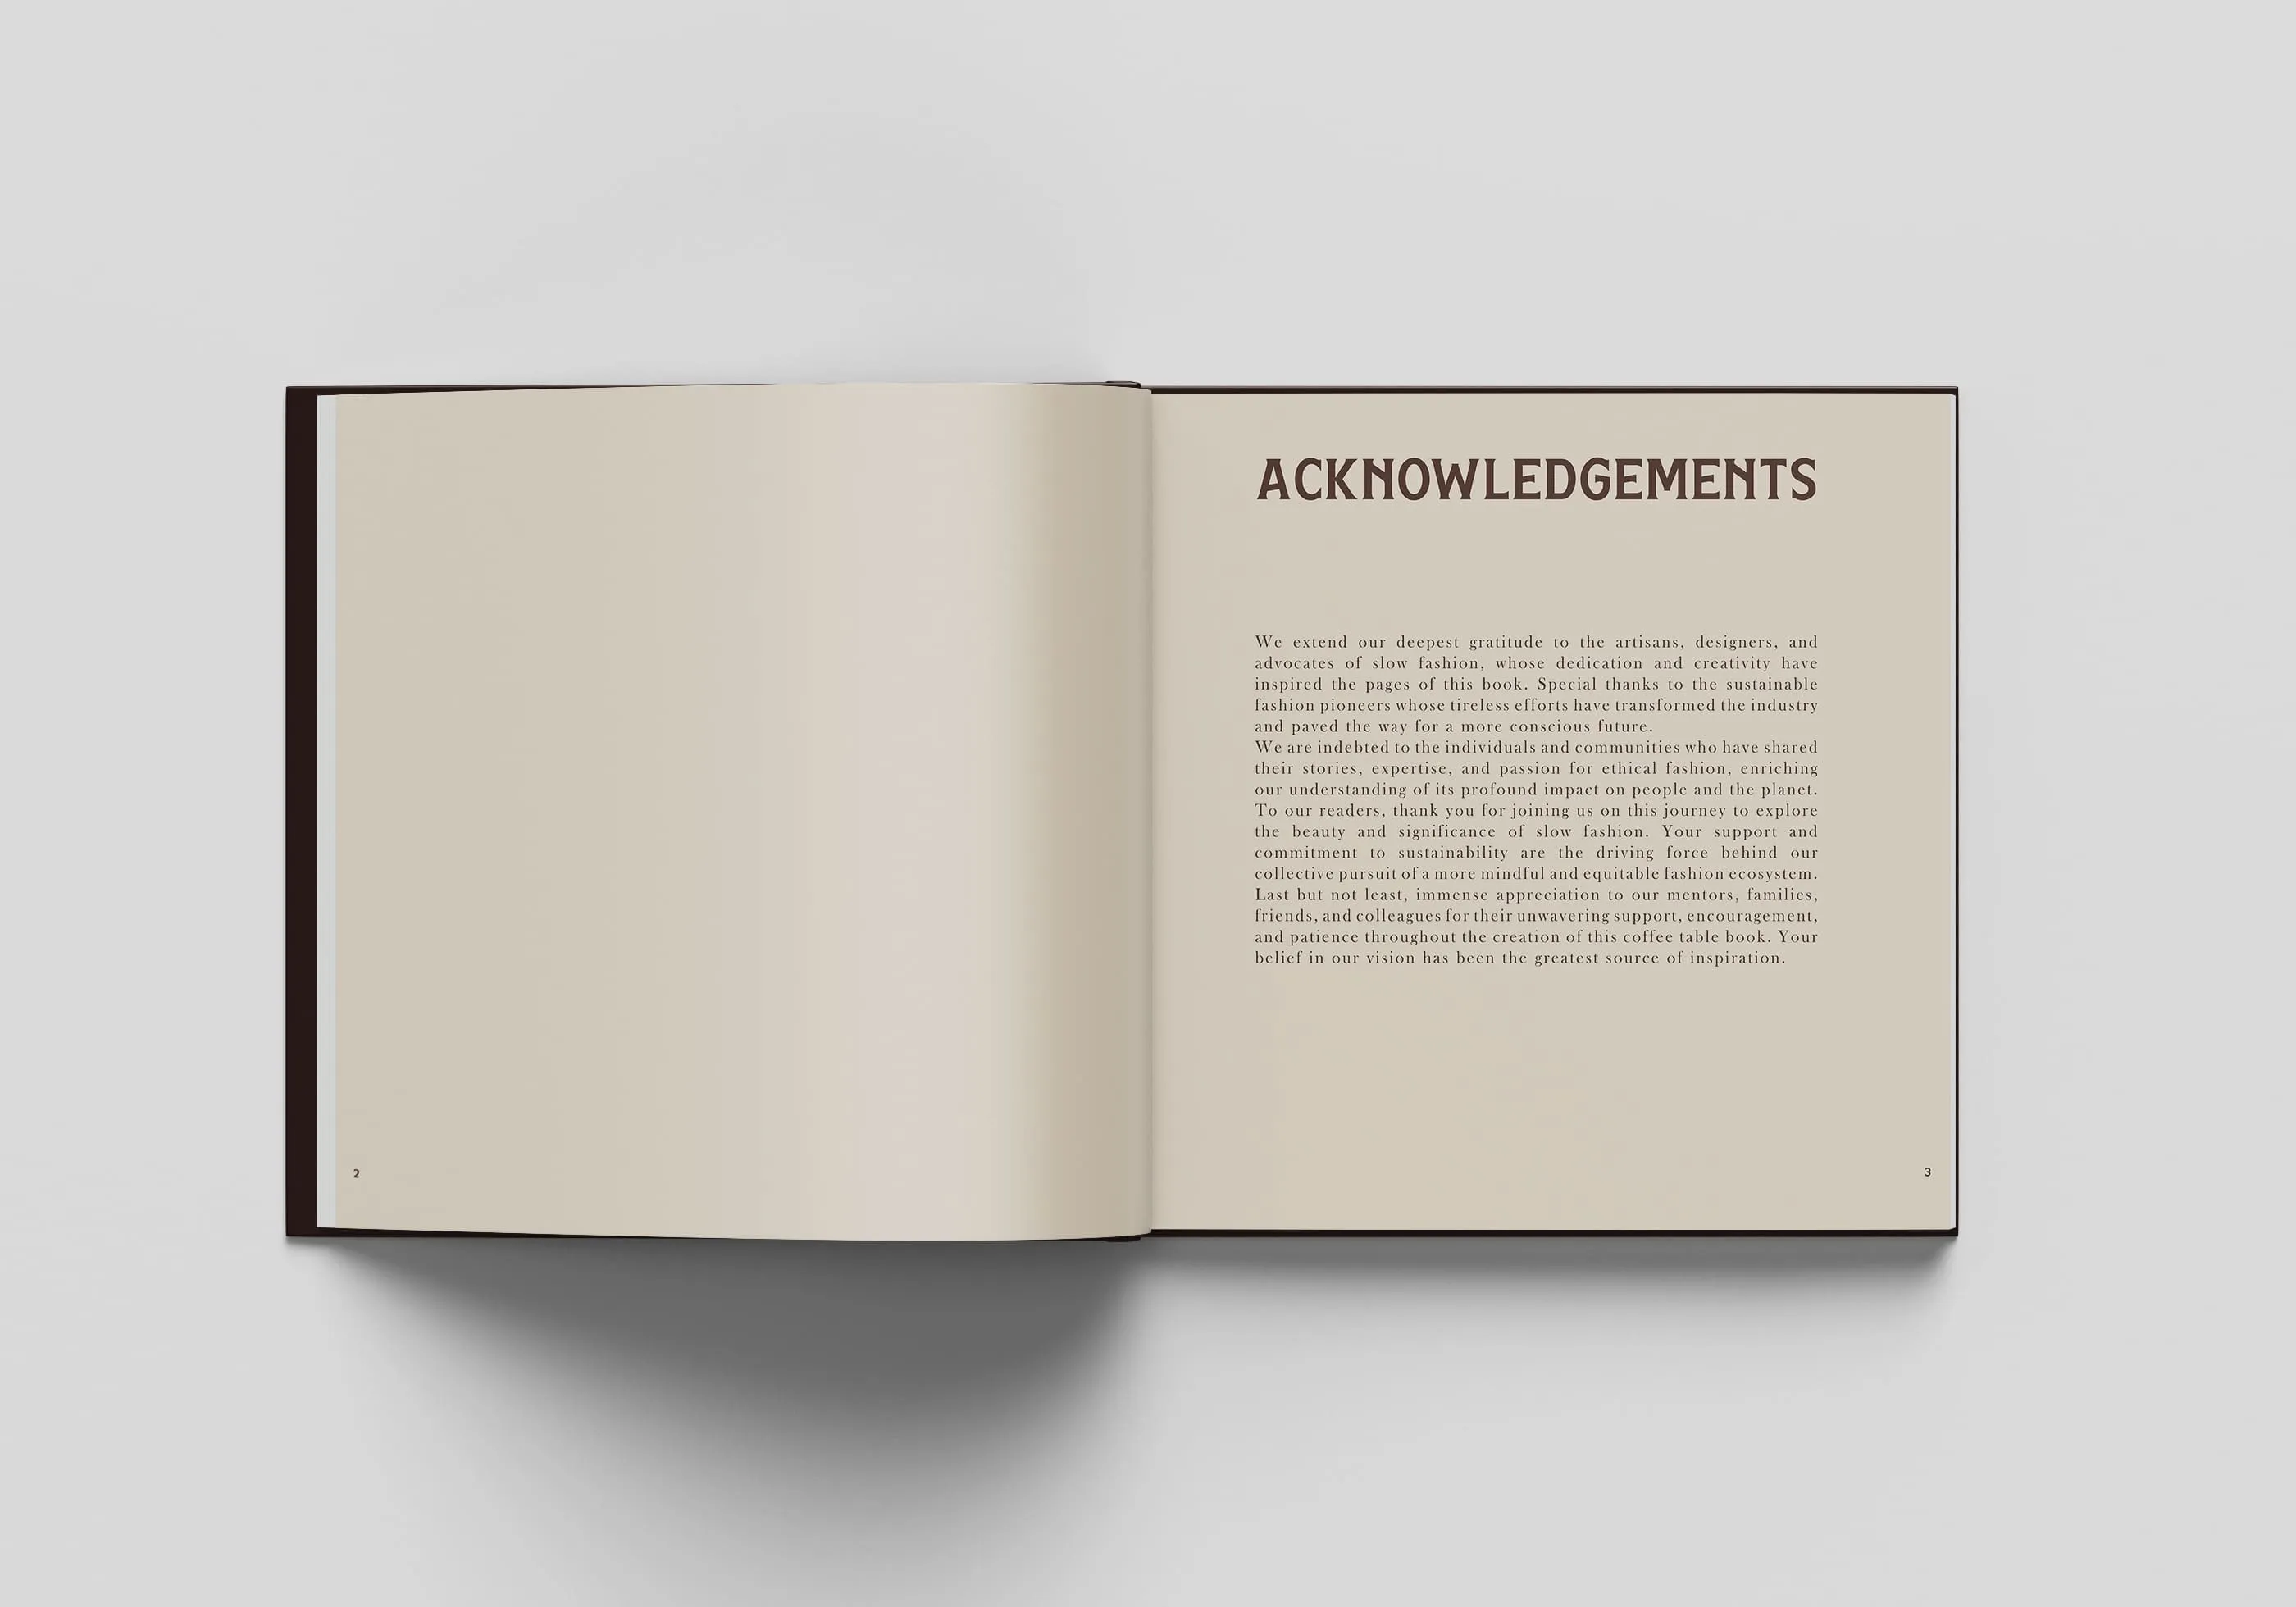 ACKNOWLEDGEMENTS
We extend our deepest gratitude to the artisans, designers, and
advocates of slow fashion, whose dedication and creativity have
inspired the pages of this book. Special thanks to the sustainable
fashion pioneers whose tireless efforts have transformed the industry
and paved the way for a more conscious future.
We are indebted to the individuals and communities who have shared
their stories, expertise, and passion for ethical fashion, enriching
our understanding of its profound impact on people and the planet.
To our readers, thank you for joining us on this journey to explore
the beauty and significance of slow fashion. Your support and
commitment to sustainability are the driving force behind our
collective pursuit of a more mindful and equitable fashion ecosystem.
Last but not least, immense appreciation to our mentors, families,
friends, and colleagues for their unwavering support, encouragement,
and patience throughout the creation of this coffee table book. Your
belief in our vision has been the greatest source of inspiration.
2
3